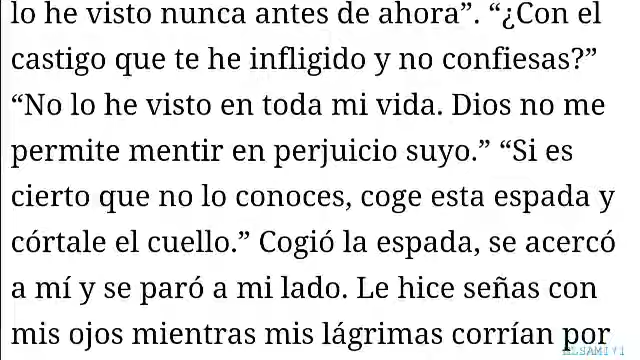 lo he visto nunca antes de ahora”. “¿Con el
castigo que te he infligido y no confiesas?”
“No lo he visto en toda mi vida. Dios no me
permite mentir en perjuicio suyo.” “Si es
cierto que no lo conoces, coge esta espada y
córtale el cuello.” Cogió la espada, se acercó
a mí y se paró a mi lado. Le hice señas con
mis ojos mientras mis lágrimas corrían por